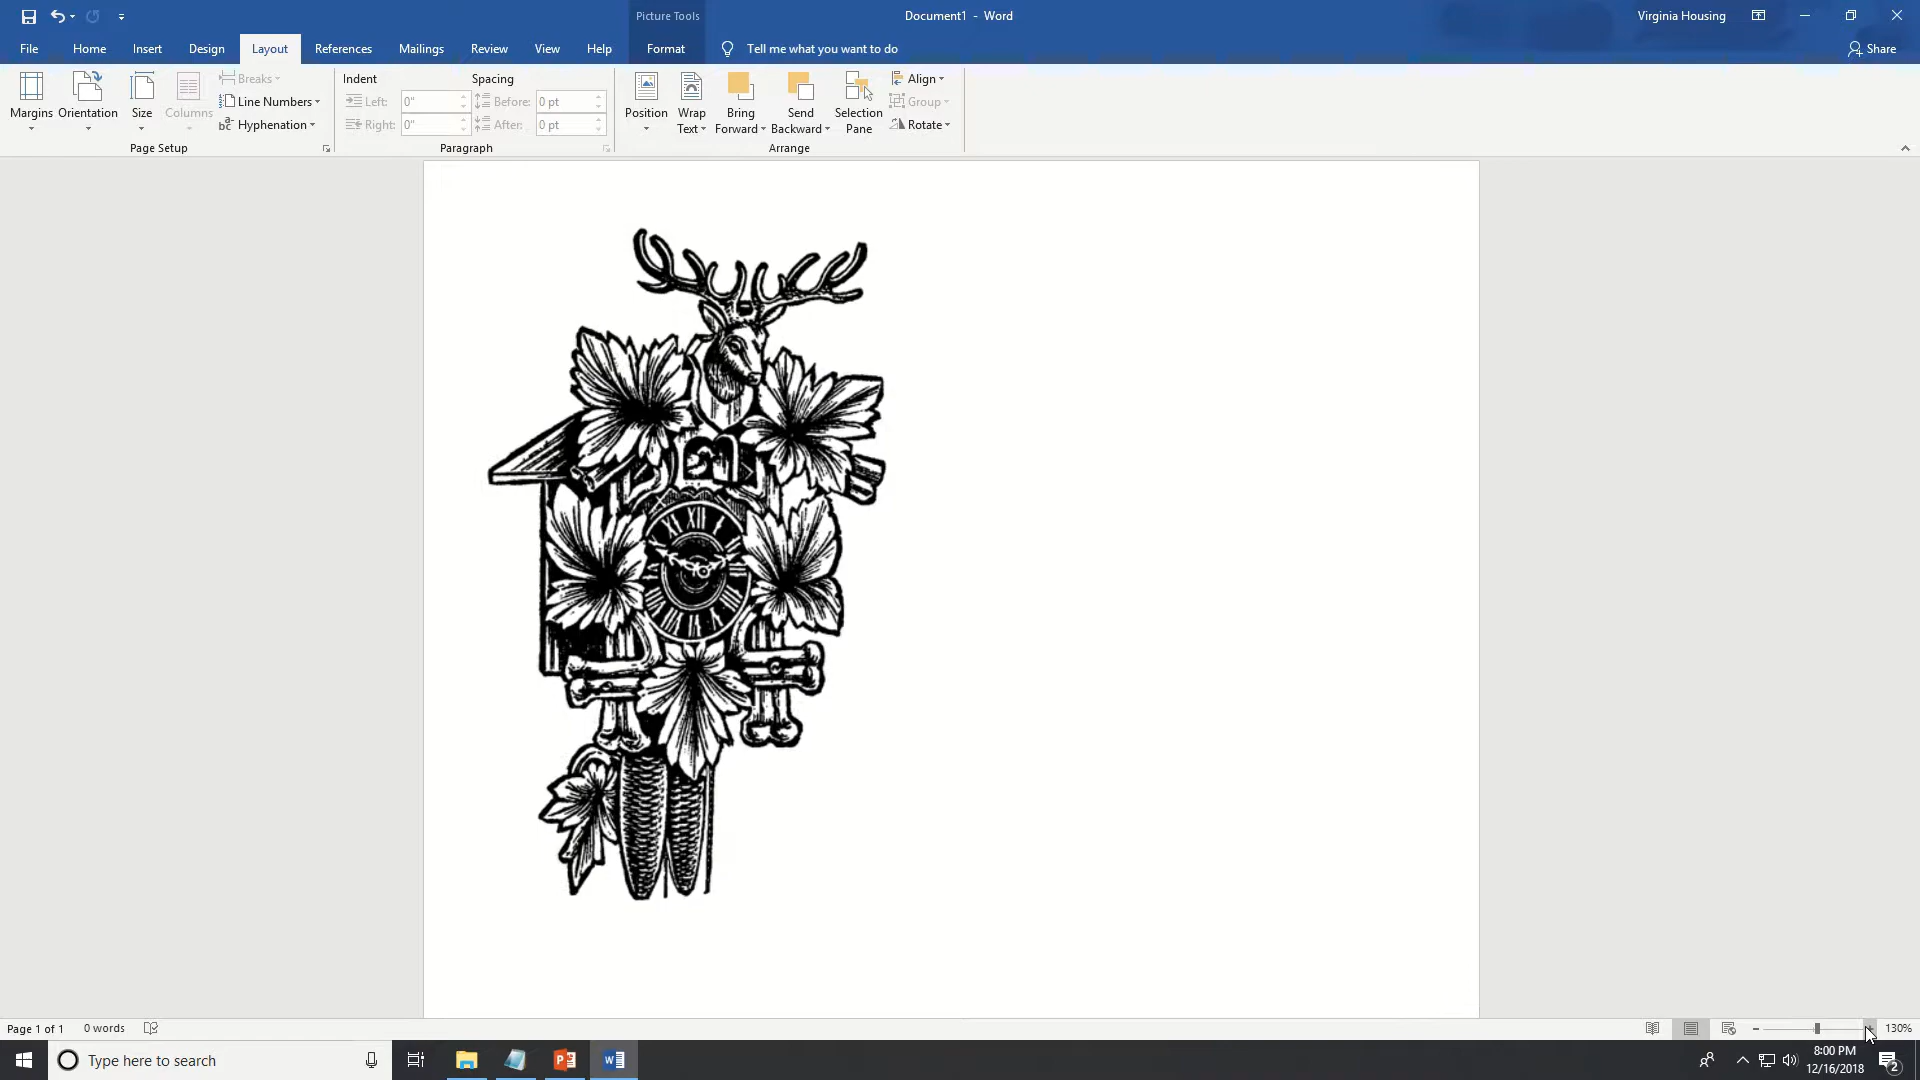 Picture Tools
Document1 - Word
Virginia Housing
File Home Insert Design Layout References Mailings Review View Help Format Tell me what you want to do Share
Margins Orientation Size Columns
Breaks
Line Numbers
Hyphenation
Page Setup
Indent Spacing
Left: 0" Before: 0 pt
Right: 0" After: 0 pt
Paragraph
Position
Wrap Text
Bring Forward
Send Backward
Selection Pane
Align
Group
Rotate
Arrange
Page 1 of 1 0 words
130%
Type here to search
8:00 PM
12/16/2018
2